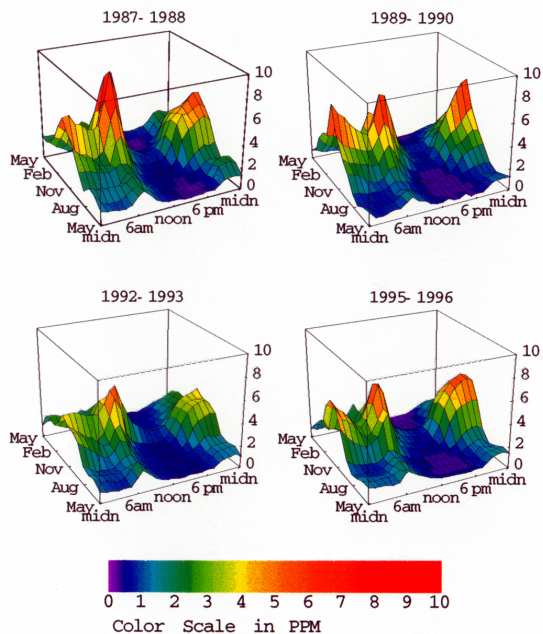 1987- 1988
10
8
6
4
2
0
May
Feb
Nov
Aug
May
midn
6am
noon
6 pm
midn
1989- 1990
10
8
6
4
2
0
May
Feb
Nov
Aug
May
midn
6am
noon
6 pm
midn
1992- 1993
10
8
6
4
2
0
May
Feb
Nov
Aug
May
midn
6am
noon
6 pm
midn
1995- 1996
10
8
6
4
2
0
May
Feb
Nov
Aug
May
midn
6am
noon
6 pm
midn
0 1 2 3 4 5 6 7 8 9 10
Color Scale in PPM